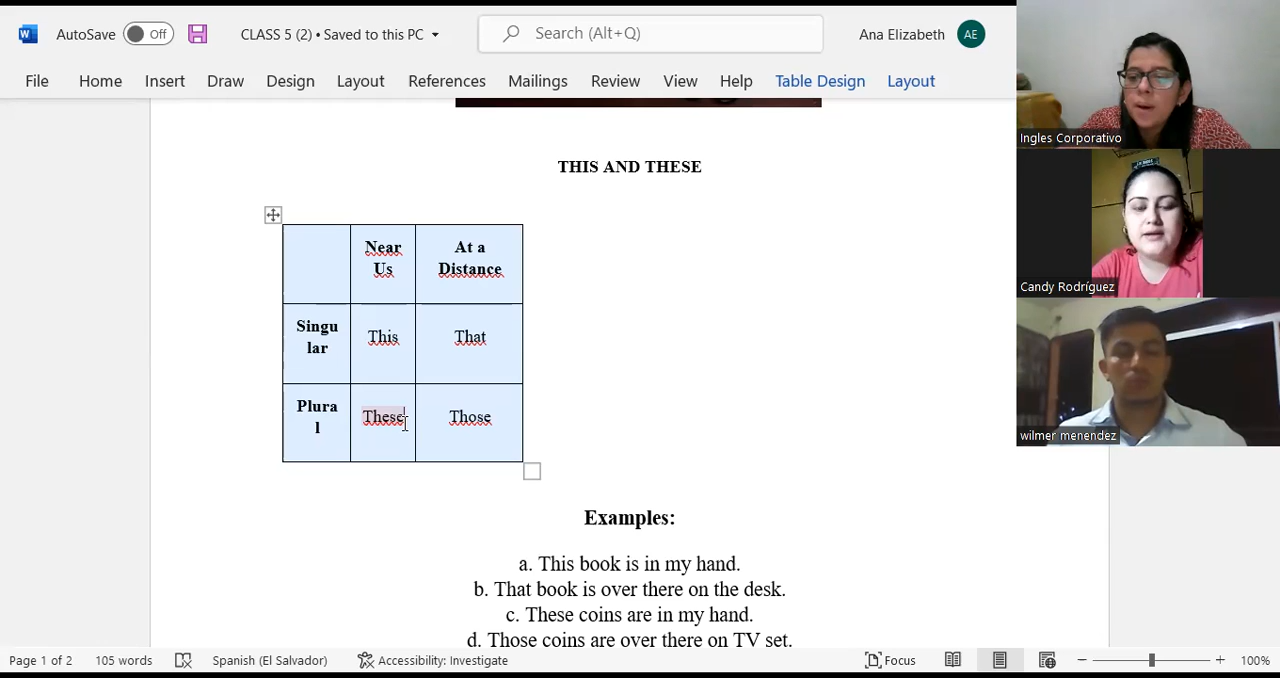 AutoSave Off CLASS 5 (2) • Saved to this PC Search (Alt+Q) Ana Elizabeth AE
File Home Insert Draw Design Layout References Mailings Review View Help Table Design Layout
THIS AND THESE
Near
Us
At a
Distance
Singu
lar
This
That
Plura
l
These
Those
Examples:
a. This book is in my hand.
b. That book is over there on the desk.
c. These coins are in my hand.
d. Those coins are over there on TV set.
Page 1 of 2 105 words Spanish (El Salvador) Accessibility: Investigate Focus 100%
Ingles Corporativo
Candy Rodríguez
wilmer menendez